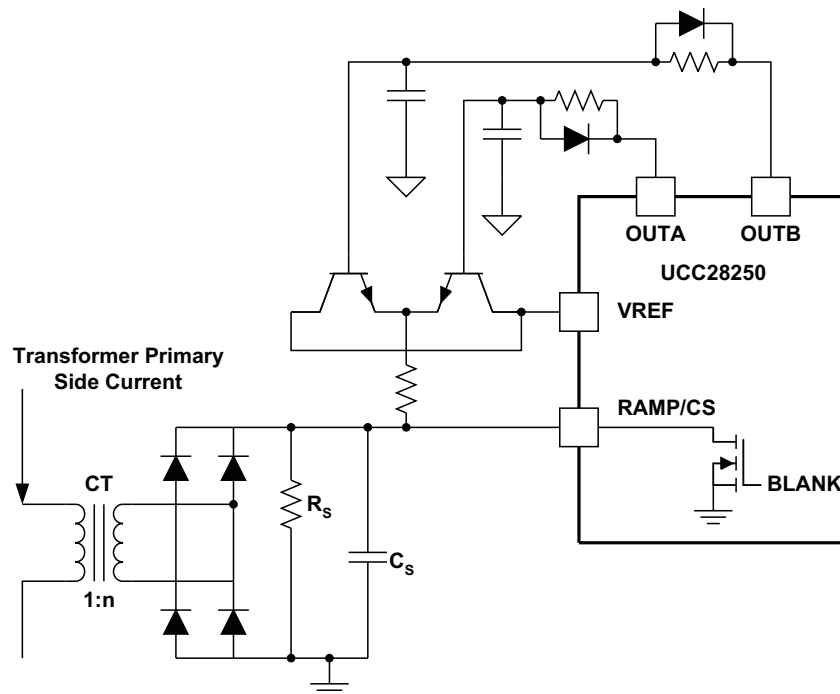 OUTA
OUTB
UCC28250
VREF
Transformer Primary
Side Current
RAMP/CS
CT
R_S
BLANK
C_S
1:n